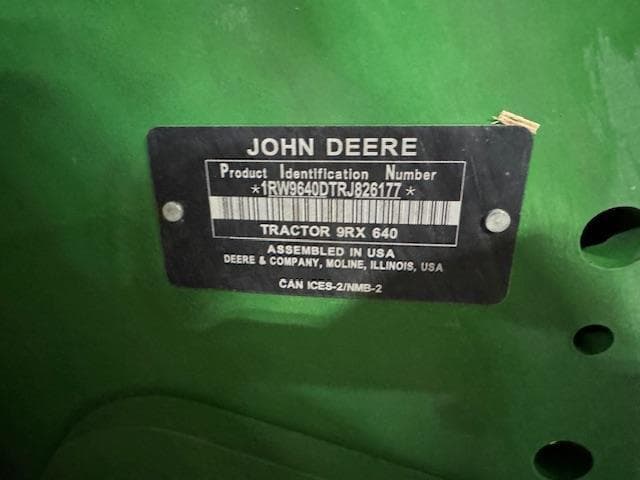 JOHN DEERE
Product Identification Number
*1RW9640DTRJ826177*
TRACTOR 9RX 640
ASSEMBLED IN USA
DEERE & COMPANY, MOLINE, ILLINOIS, USA
CAN ICES-2/NMB-2